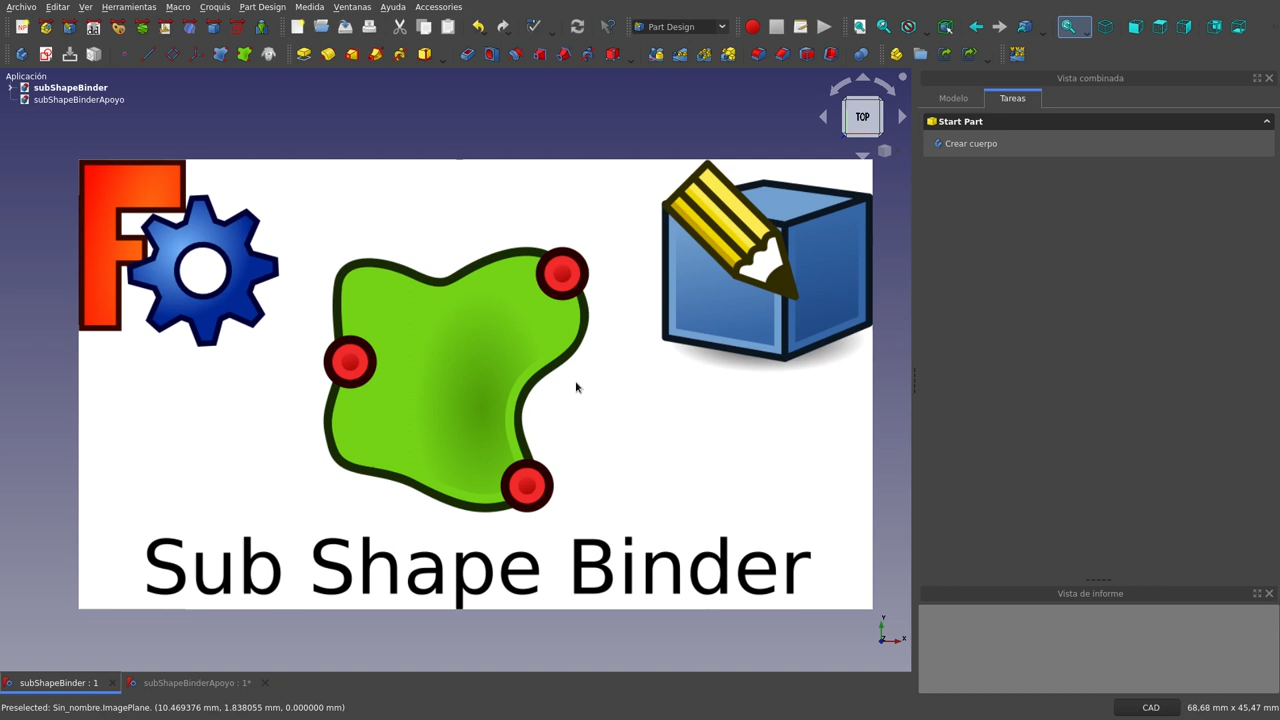 Archivo Editar Ver Herramientas Macro Croquis Part Design Medida Ventanas Ayuda Accessories
Part Design
Aplicación
subShapeBinder
subShapeBinderApoyo
TOP
Sub Shape Binder
Y
X
Vista combinada
Modelo Tareas
Start Part
Crear cuerpo
Vista de informe
subShapeBinder : 1
subShapeBinderApoyo : 1*
Preselected: Sin_nombre.ImagePlane. (10.469376 mm, 1.838055 mm, 0.000000 mm)
CAD
68,68 mm x 45,47 mm